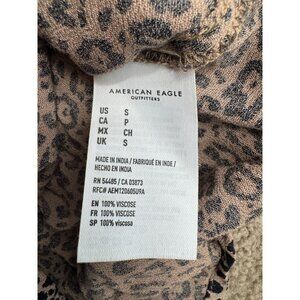 AMERICAN EAGLE
OUTFITTERS
US S
CA P
MX CH
UK S
MADE IN INDIA / FABRIQUÉ EN INDE /
HECHO EN INDIA
RN 54485 / CA 03873
RFC# AEM120605U9A
EN 100% VISCOSE
FR 100% VISCOSE
SP 100% viscosa